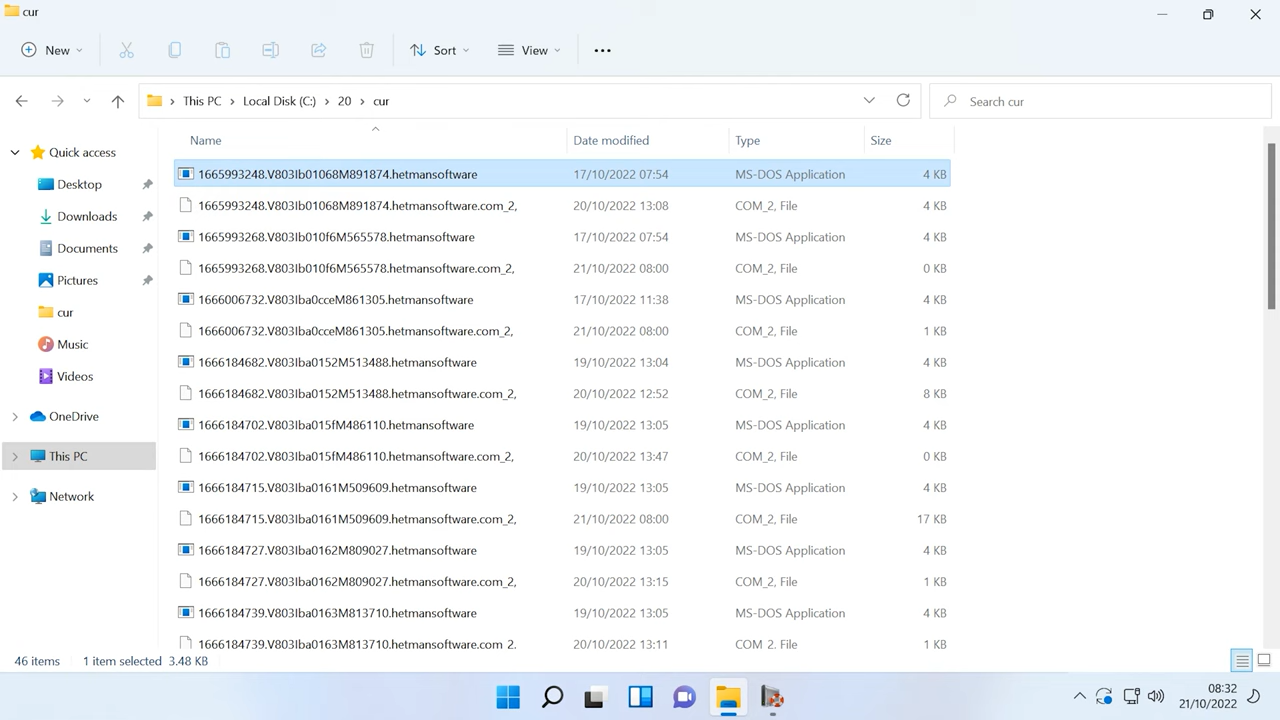 cur
New
Sort
View
This PC > Local Disk (C:) > 20 > cur
Search cur
Name Date modified Type Size
Quick access
Desktop
Downloads
Documents
Pictures
cur
Music
Videos
OneDrive
This PC
Network
1665993248.V803Ib01068M891874.hetmansoftware 17/10/2022 07:54 MS-DOS Application 4 KB
1665993248.V803Ib01068M891874.hetmansoftware.com_2, 20/10/2022 13:08 COM_2, File 4 KB
1665993268.V803Ib010f6M565578.hetmansoftware 17/10/2022 07:54 MS-DOS Application 4 KB
1665993268.V803Ib010f6M565578.hetmansoftware.com_2, 21/10/2022 08:00 COM_2, File 0 KB
1666006732.V803Iba0cceM861305.hetmansoftware 17/10/2022 11:38 MS-DOS Application 4 KB
1666006732.V803Iba0cceM861305.hetmansoftware.com_2, 21/10/2022 08:00 COM_2, File 1 KB
1666184682.V803Iba0152M513488.hetmansoftware 19/10/2022 13:04 MS-DOS Application 4 KB
1666184682.V803Iba0152M513488.hetmansoftware.com_2, 20/10/2022 12:52 COM_2, File 8 KB
1666184702.V803Iba015fM486110.hetmansoftware 19/10/2022 13:05 MS-DOS Application 4 KB
1666184702.V803Iba015fM486110.hetmansoftware.com_2, 20/10/2022 13:47 COM_2, File 0 KB
1666184715.V803Iba0161M509609.hetmansoftware 19/10/2022 13:05 MS-DOS Application 4 KB
1666184715.V803Iba0161M509609.hetmansoftware.com_2, 21/10/2022 08:00 COM_2, File 17 KB
1666184727.V803Iba0162M809027.hetmansoftware 19/10/2022 13:05 MS-DOS Application 4 KB
1666184727.V803Iba0162M809027.hetmansoftware.com_2, 20/10/2022 13:15 COM_2, File 1 KB
1666184739.V803Iba0163M813710.hetmansoftware 19/10/2022 13:05 MS-DOS Application 4 KB
1666184739.V803Iba0163M813710.hetmansoftware.com_2, 20/10/2022 13:11 COM_2, File 1 KB
46 items 1 item selected 3.48 KB
08:32
21/10/2022